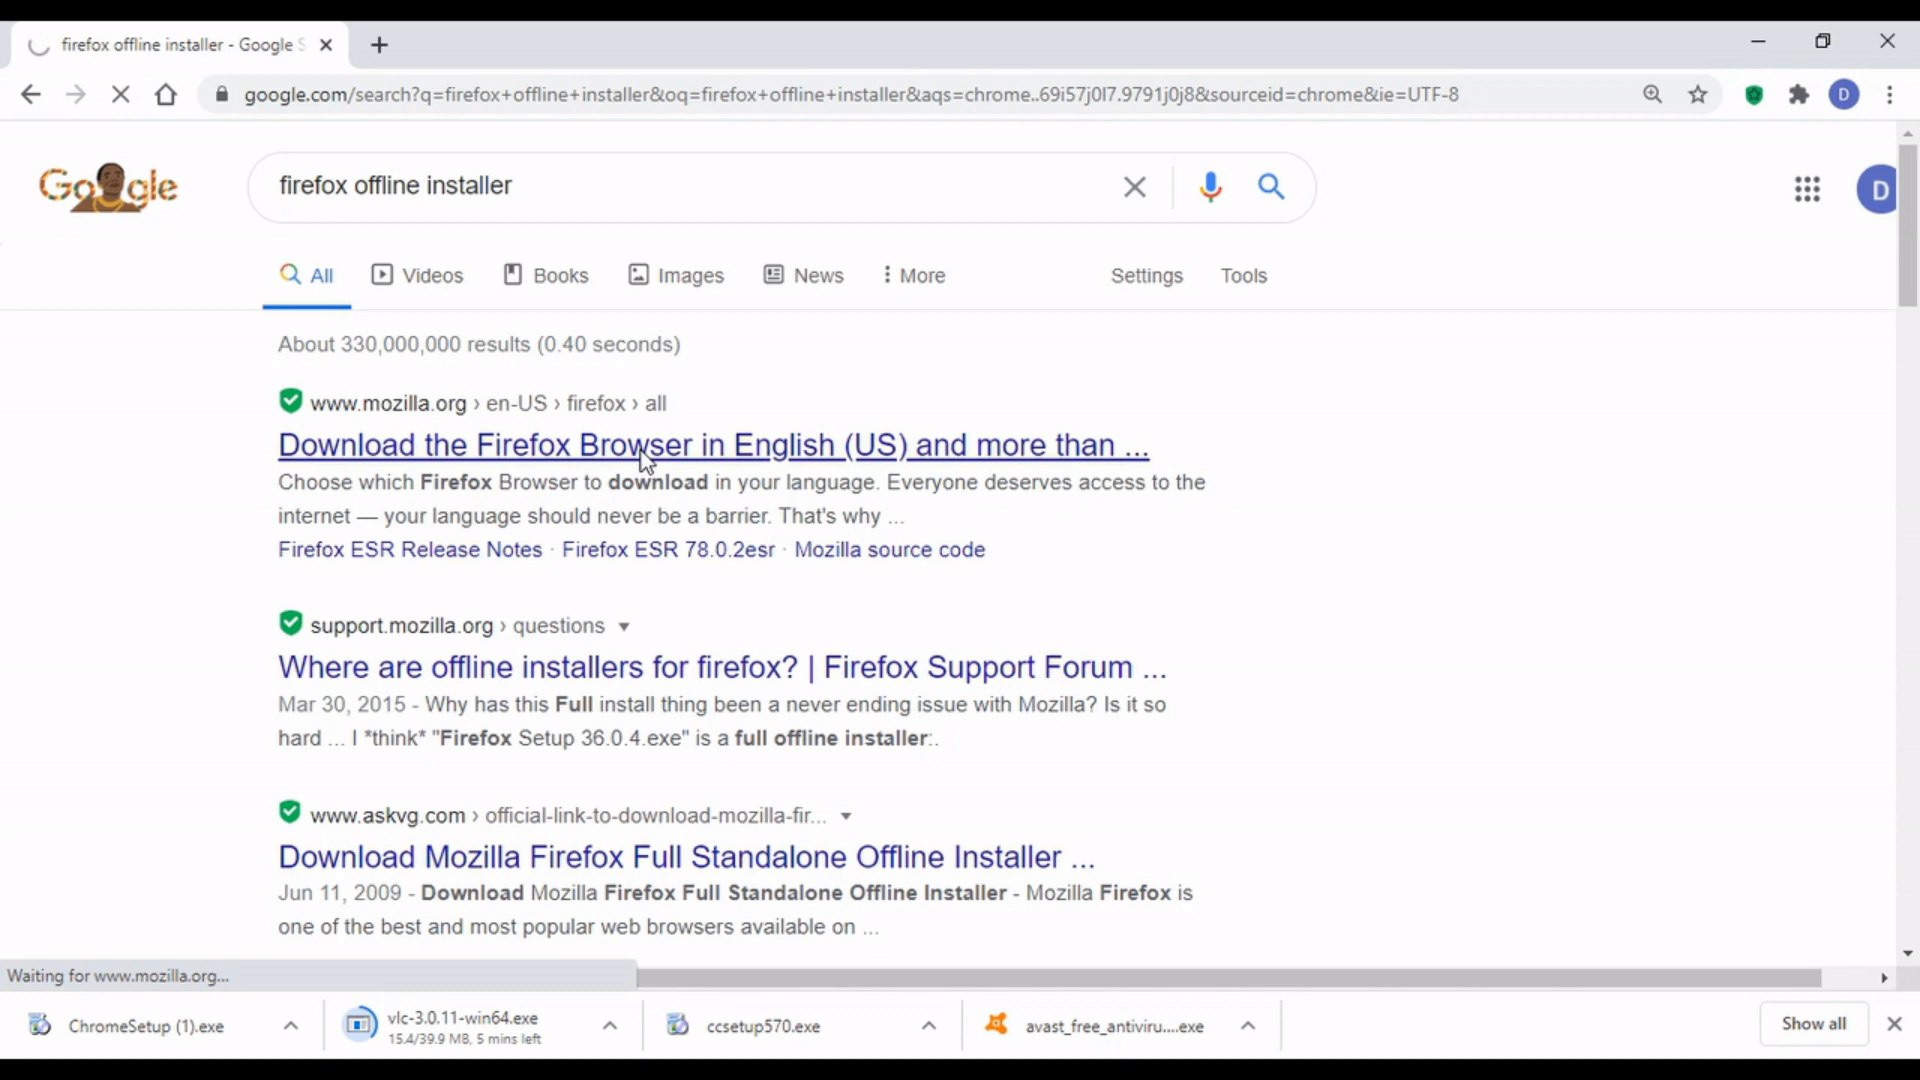 firefox offline installer - Google S
google.com/search?q=firefox+offline+installer&oq=firefox+offline+installer&aqs=chrome..69i57j0l7.9791j0j8&sourceid=chrome&ie=UTF-8
D
Google
firefox offline installer
D
All
Videos
Books
Images
News
More
Settings
Tools
About 330,000,000 results (0.40 seconds)
www.mozilla.org › en-US › firefox › all
Download the Firefox Browser in English (US) and more than ...
Choose which Firefox Browser to download in your language. Everyone deserves access to the
internet — your language should never be a barrier. That's why ...
Firefox ESR Release Notes · Firefox ESR 78.0.2esr · Mozilla source code
support.mozilla.org › questions
Where are offline installers for firefox? | Firefox Support Forum ...
Mar 30, 2015 - Why has this Full install thing been a never ending issue with Mozilla? Is it so
hard ... I *think* "Firefox Setup 36.0.4.exe" is a full offline installer:.
www.askvg.com › official-link-to-download-mozilla-fir...
Download Mozilla Firefox Full Standalone Offline Installer ...
Jun 11, 2009 - Download Mozilla Firefox Full Standalone Offline Installer - Mozilla Firefox is
one of the best and most popular web browsers available on ...
Waiting for www.mozilla.org...
ChromeSetup (1).exe
vlc-3.0.11-win64.exe
15.4/39.9 MB, 5 mins left
ccsetup570.exe
avast_free_antiviru....exe
Show all